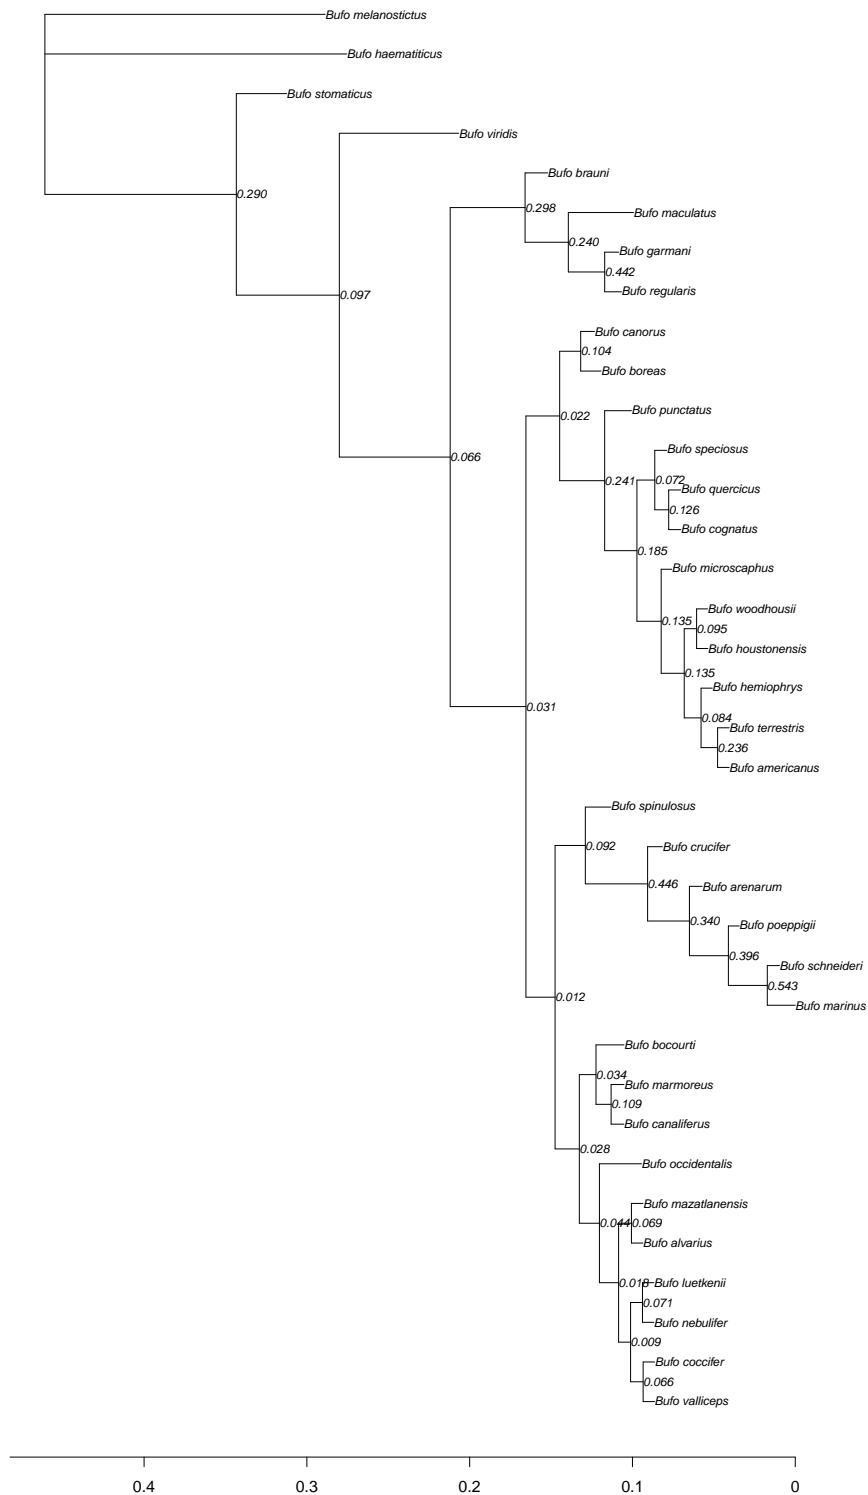 Bufo melanostictus
Bufo haematiticus
Bufo stomaticus
Bufo viridis
Bufo brauni
0.290
0.298
Bufo maculatus
0.240
Bufo garmani
0.442
Bufo regularis
0.097
Bufo canorus
0.104
Bufo boreas
Bufo punctatus
0.022
Bufo speciosus
0.066
0.241
0.072
Bufo quercicus
0.126
Bufo cognatus
0.185
Bufo microscaphus
Bufo woodhousii
0.135
0.095
Bufo houstonensis
0.135
Bufo hemiophrys
0.031
0.084
Bufo terrestris
0.236
Bufo americanus
Bufo spinulosus
0.092
Bufo crucifer
0.446
Bufo arenarum
0.340
Bufo poeppigii
0.396
Bufo schneideri
0.543
0.012
Bufo marinus
Bufo bocourti
0.034
Bufo marmoreus
0.109
Bufo canaliferus
0.028
Bufo occidentalis
Bufo mazatlanensis
0.044
0.069
Bufo alvarius
0.018
Bufo luetkenii
0.071
Bufo nebulifer
0.009
Bufo coccifer
0.066
Bufo valliceps
0.4 0.3 0.2 0.1 0